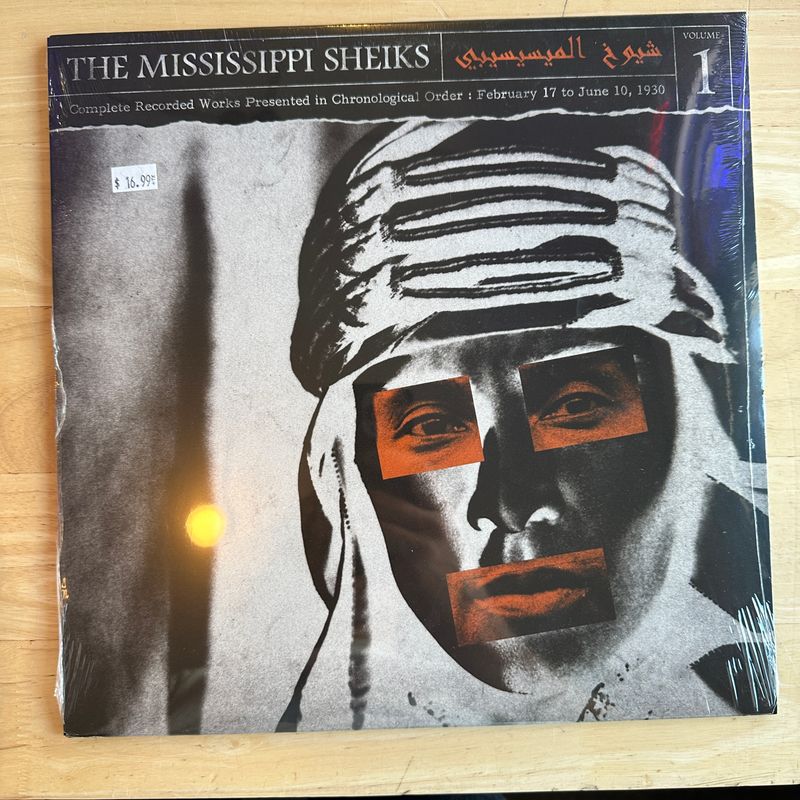 THE MISSISSIPPI SHEIKS
شيوخ الميسيسيبي
VOLUME
1
Complete Recorded Works Presented in Chronological Order : February 17 to June 10, 1930
$ 16.99